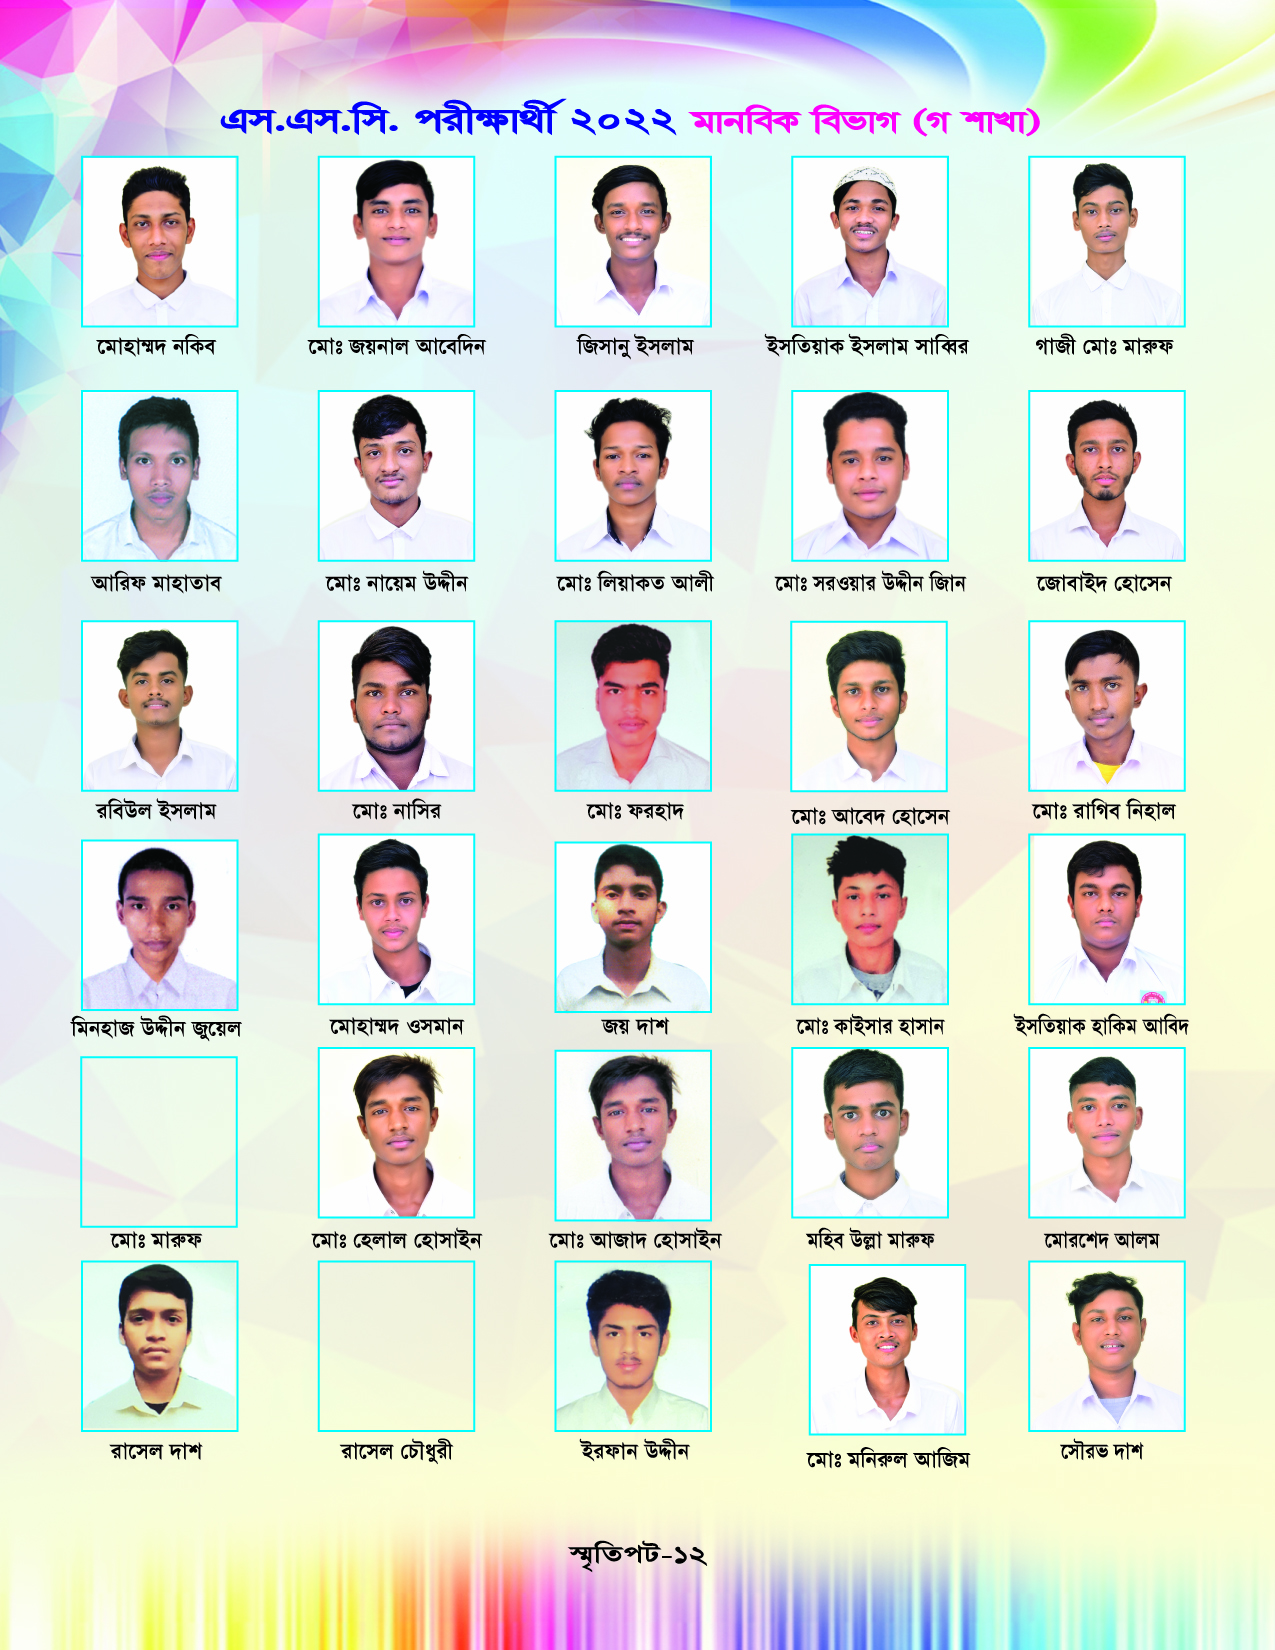 এস.এস.সি. পরীক্ষার্থী ২০২২ মানবিক বিভাগ (গ শাখা)
মোহাম্মদ নকিব
মোঃ জয়নাল আবেদিন
জিসানু ইসলাম
ইসতিয়াক ইসলাম সাব্বির
গাজী মোঃ মারুফ
আরিফ মাহাতাব
মোঃ নায়েম উদ্দীন
মোঃ লিয়াকত আলী
মোঃ সরওয়ার উদ্দীন জিান
জোবাইদ হোসেন
রবিউল ইসলাম
মোঃ নাসির
মোঃ ফরহাদ
মোঃ আবেদ হোসেন
মোঃ রাগিব নিহাল
মিনহাজ উদ্দীন জুয়েল
মোহাম্মদ ওসমান
জয় দাশ
মোঃ কাইসার হাসান
ইসতিয়াক হাকিম আবিদ
মোঃ মারুফ
মোঃ হেলাল হোসাইন
মোঃ আজাদ হোসাইন
মহিব উল্লা মারুফ
মোরশেদ আলম
রাসেল দাশ
রাসেল চৌধুরী
ইরফান উদ্দীন
মোঃ মনিরুল আজিম
সৌরভ দাশ
স্মৃতিপট-১২